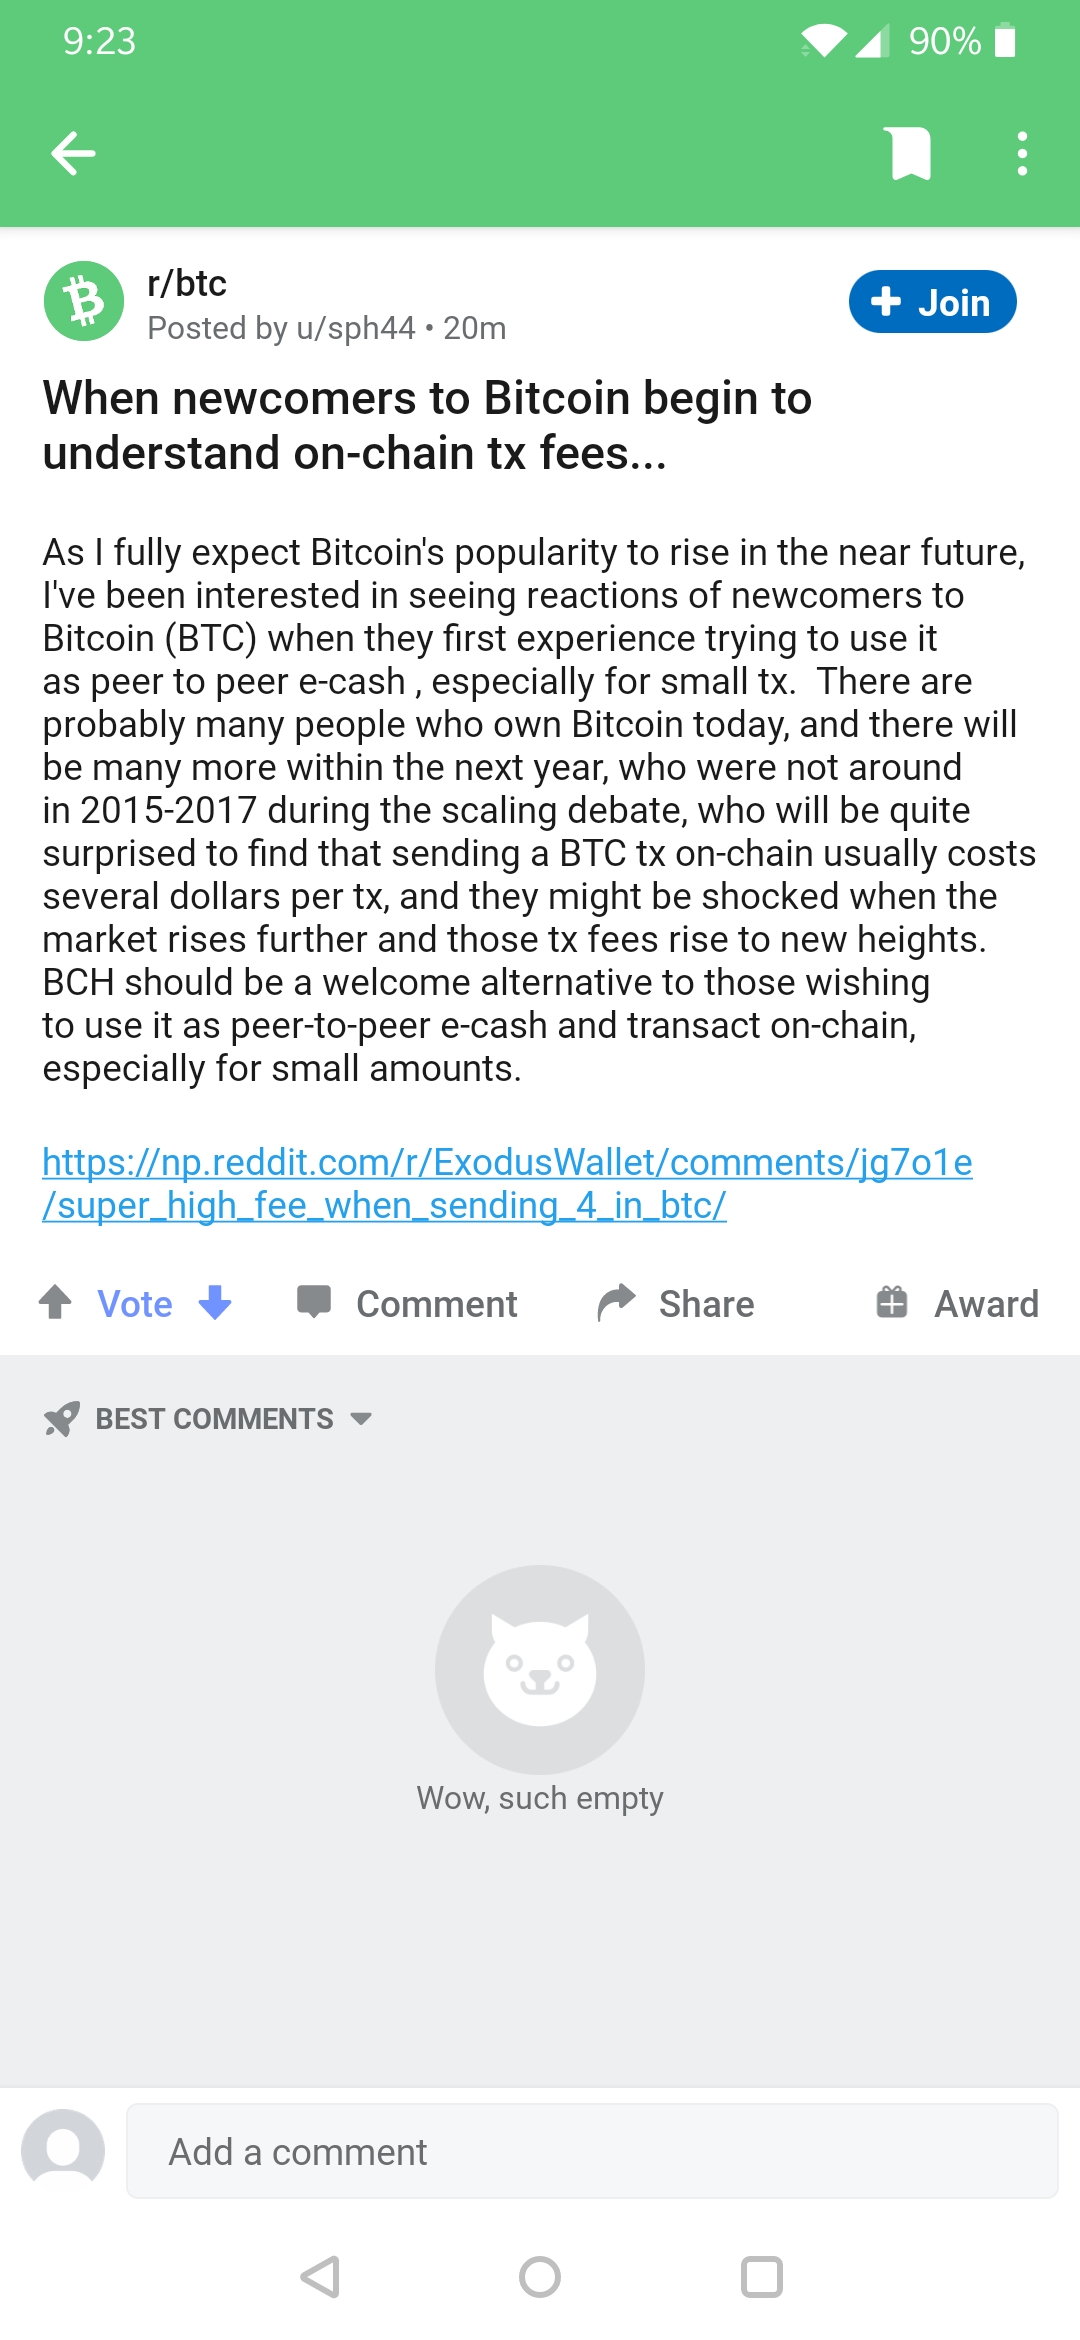 9:23
90%
r/btc
Posted by u/sph44 • 20m
Join
When newcomers to Bitcoin begin to
understand on-chain tx fees...
As I fully expect Bitcoin's popularity to rise in the near future,
I've been interested in seeing reactions of newcomers to
Bitcoin (BTC) when they first experience trying to use it
as peer to peer e-cash , especially for small tx.  There are
probably many people who own Bitcoin today, and there will
be many more within the next year, who were not around
in 2015-2017 during the scaling debate, who will be quite
surprised to find that sending a BTC tx on-chain usually costs
several dollars per tx, and they might be shocked when the
market rises further and those tx fees rise to new heights.
BCH should be a welcome alternative to those wishing
to use it as peer-to-peer e-cash and transact on-chain,
especially for small amounts.
https://np.reddit.com/r/ExodusWallet/comments/jg7o1e
/super_high_fee_when_sending_4_in_btc/
Vote
Comment
Share
Award
BEST COMMENTS
Wow, such empty
Add a comment